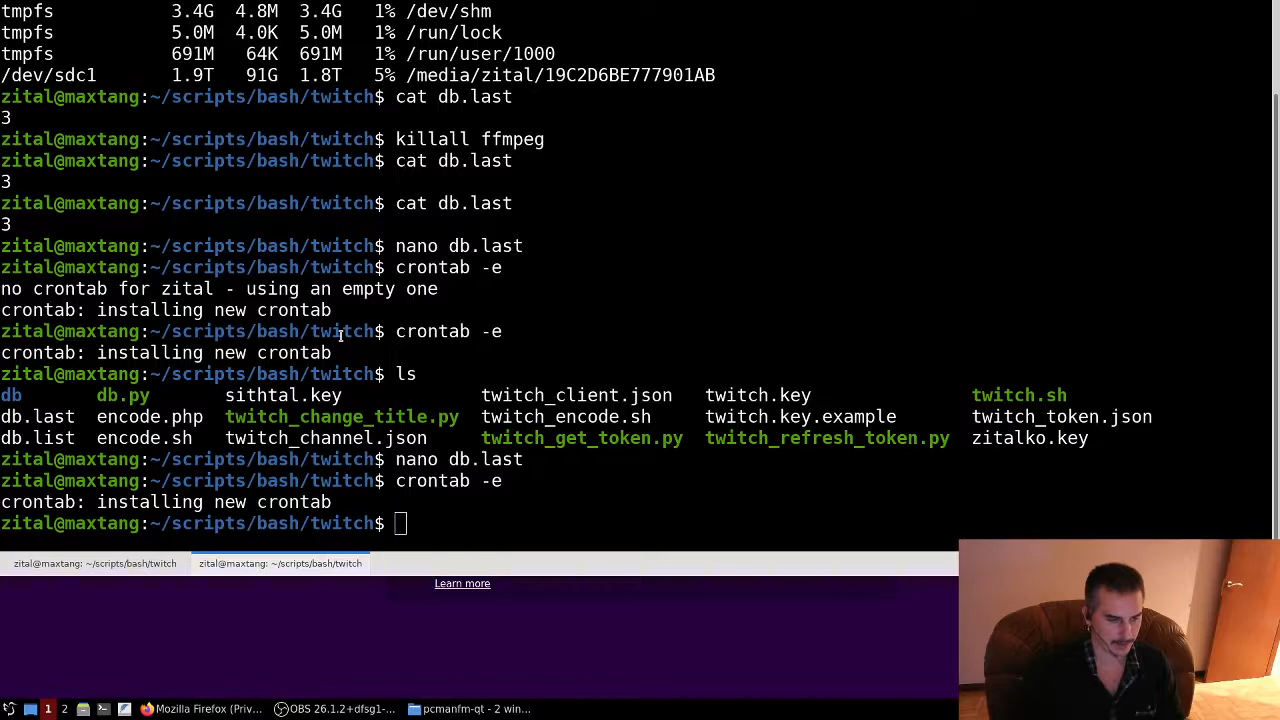 tmpfs 3.4G 4.8M 3.4G 1% /dev/shm
tmpfs 5.0M 4.0K 5.0M 1% /run/lock
tmpfs 691M 64K 691M 1% /run/user/1000
/dev/sdc1 1.9T 91G 1.8T 5% /media/zital/19C2D6BE777901AB
zital@maxtang:~/scripts/bash/twitch$ cat db.last
3
zital@maxtang:~/scripts/bash/twitch$ killall ffmpeg
zital@maxtang:~/scripts/bash/twitch$ cat db.last
3
zital@maxtang:~/scripts/bash/twitch$ cat db.last
3
zital@maxtang:~/scripts/bash/twitch$ nano db.last
zital@maxtang:~/scripts/bash/twitch$ crontab -e
no crontab for zital - using an empty one
crontab: installing new crontab
zital@maxtang:~/scripts/bash/twitch$ crontab -e
crontab: installing new crontab
zital@maxtang:~/scripts/bash/twitch$ ls
db db.py sithtal.key twitch_client.json twitch.key twitch.sh
db.last encode.php twitch_change_title.py twitch_encode.sh twitch.key.example twitch_token.json
db.list encode.sh twitch_channel.json twitch_get_token.py twitch_refresh_token.py zitalko.key
zital@maxtang:~/scripts/bash/twitch$ nano db.last
zital@maxtang:~/scripts/bash/twitch$ crontab -e
crontab: installing new crontab
zital@maxtang:~/scripts/bash/twitch$
zital@maxtang: ~/scripts/bash/twitch zital@maxtang: ~/scripts/bash/twitch
Learn more
1 2 Mozilla Firefox (Priv... OBS 26.1.2+dfsg1-... pcmanfm-qt - 2 win...